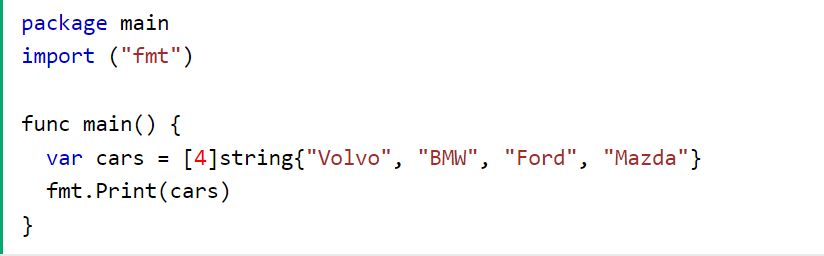 package main
import ("fmt")

func main() {
  var cars = [4]string{"Volvo", "BMW", "Ford", "Mazda"}
  fmt.Print(cars)
}